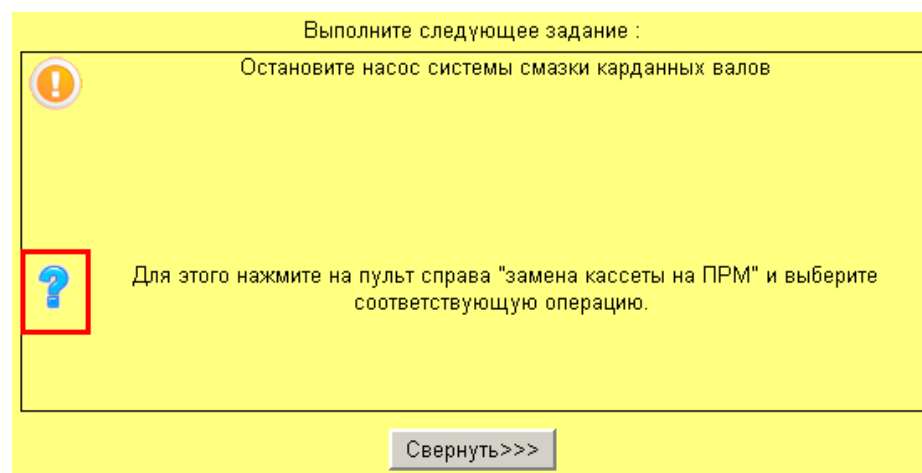 Выполните следующее задание :
Остановите насос системы смазки карданных валов
Для этого нажмите на пульт справа "замена кассеты на ПРМ" и выберите
соответствующую операцию.
Свернуть>>>